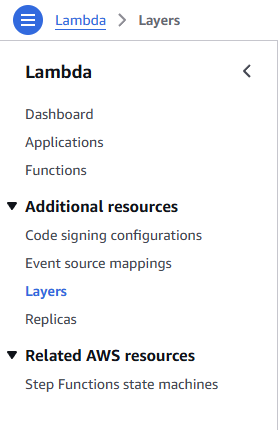 Lambda > Layers
Lambda
Dashboard
Applications
Functions
Additional resources
Code signing configurations
Event source mappings
Layers
Replicas
Related AWS resources
Step Functions state machines